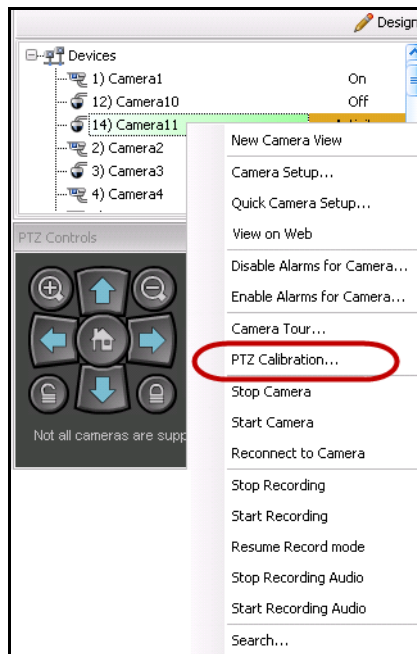 Design
Devices
1) Camera1 On
12) Camera10 Off
14) Camera11
2) Camera2
3) Camera3
4) Camera4
PTZ Controls
Not all cameras are supp
New Camera View
Camera Setup...
Quick Camera Setup...
View on Web
Disable Alarms for Camera...
Enable Alarms for Camera...
Camera Tour...
PTZ Calibration...
Stop Camera
Start Camera
Reconnect to Camera
Stop Recording
Start Recording
Resume Record mode
Stop Recording Audio
Start Recording Audio
Search...